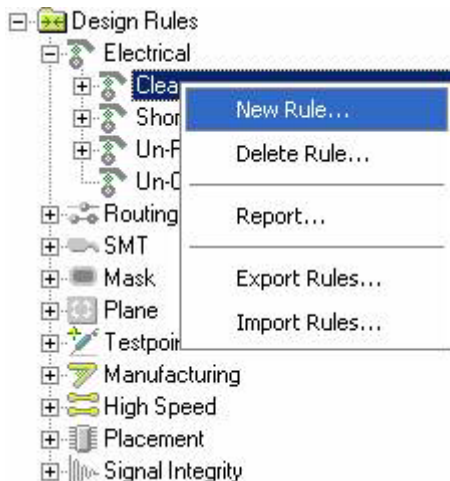 Design Rules
Electrical
Clea
New Rule...
Shor
Un-R
Delete Rule...
Un-C
Routing
Report...
SMT
Mask
Export Rules...
Plane
Import Rules...
Testpoin
Manufacturing
High Speed
Placement
Signal Integrity